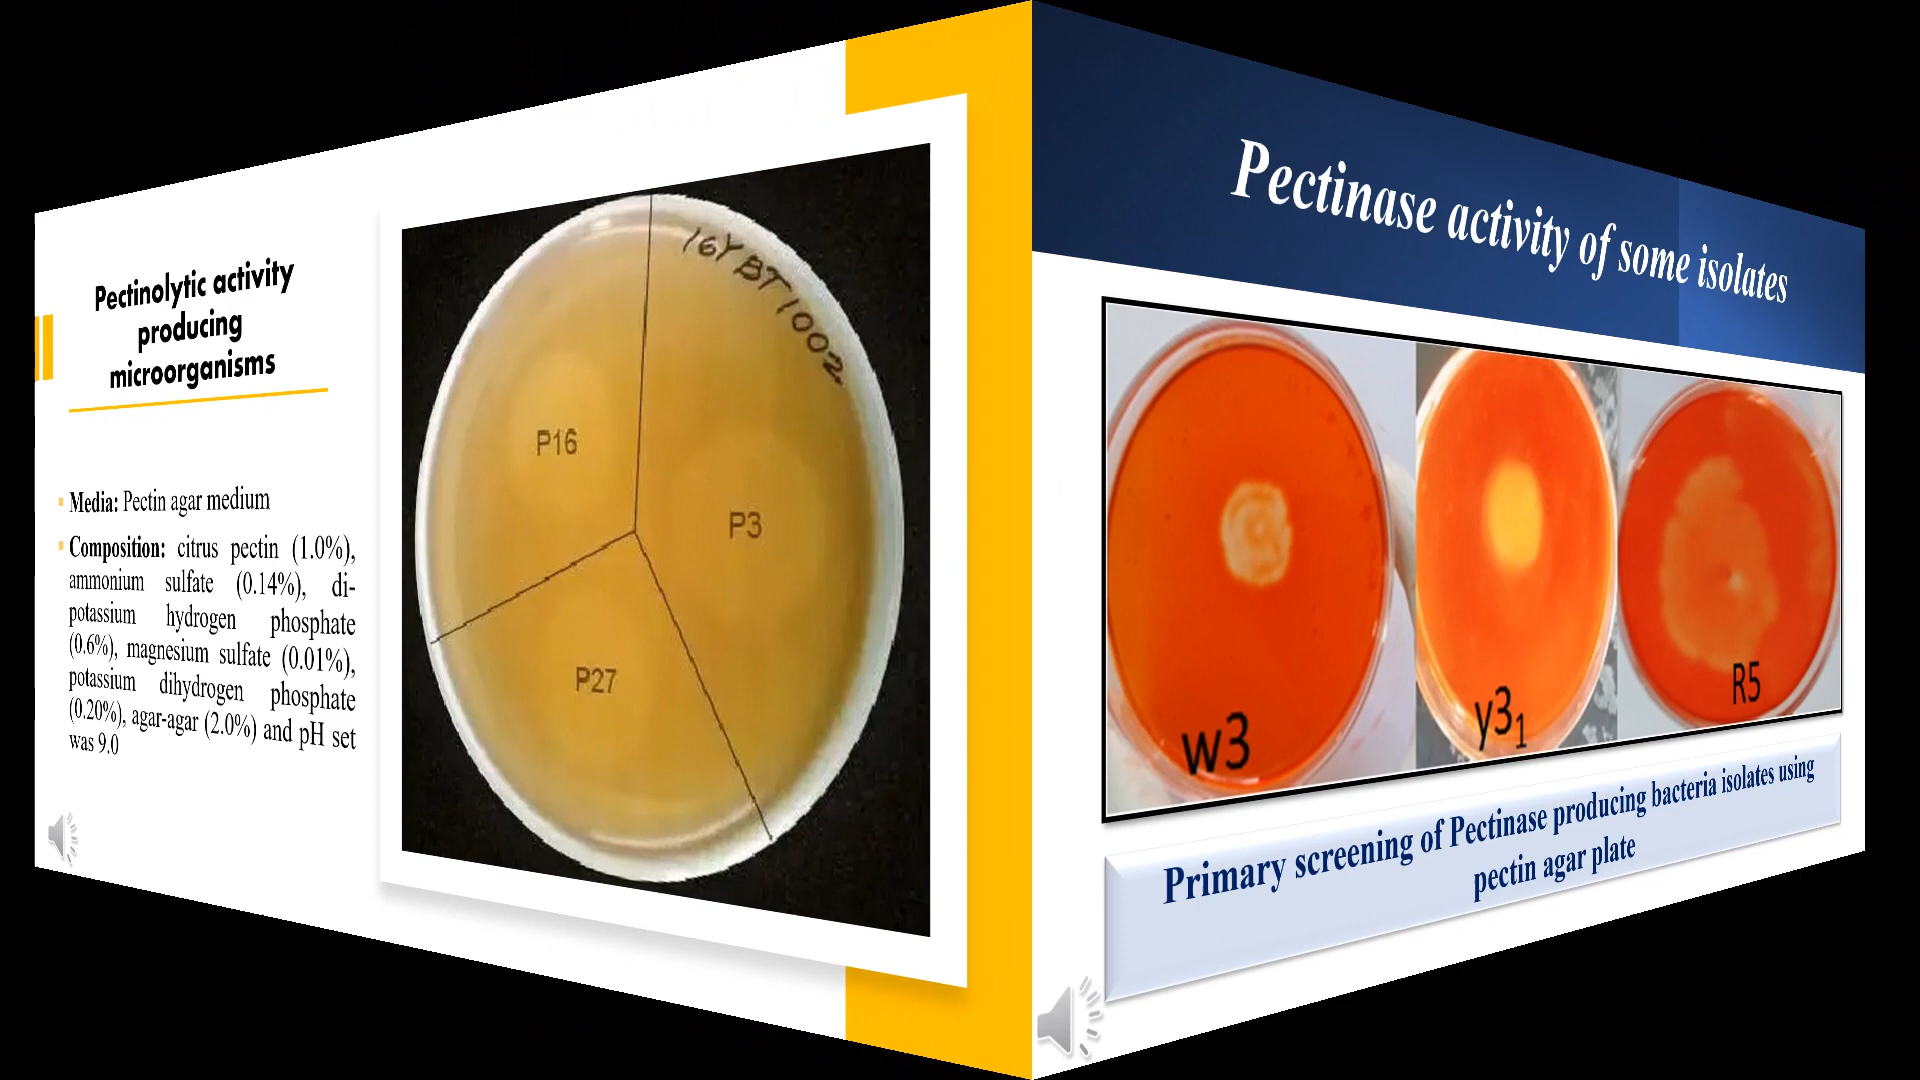 Pectinolytic activity
producing
microorganisms
Media: Pectin agar medium
Composition: citrus pectin (1.0%),
ammonium sulfate (0.14%), di-
potassium hydrogen phosphate
(0.6%), magnesium sulfate (0.01%),
potassium dihydrogen phosphate
(0.20%), agar-agar (2.0%) and pH set
was 9.0
16YBT1002
P16
P3
P27
Pectinase activity of some isolates
w3
y3₁
R5
Primary screening of Pectinase producing bacteria isolates using
pectin agar plate